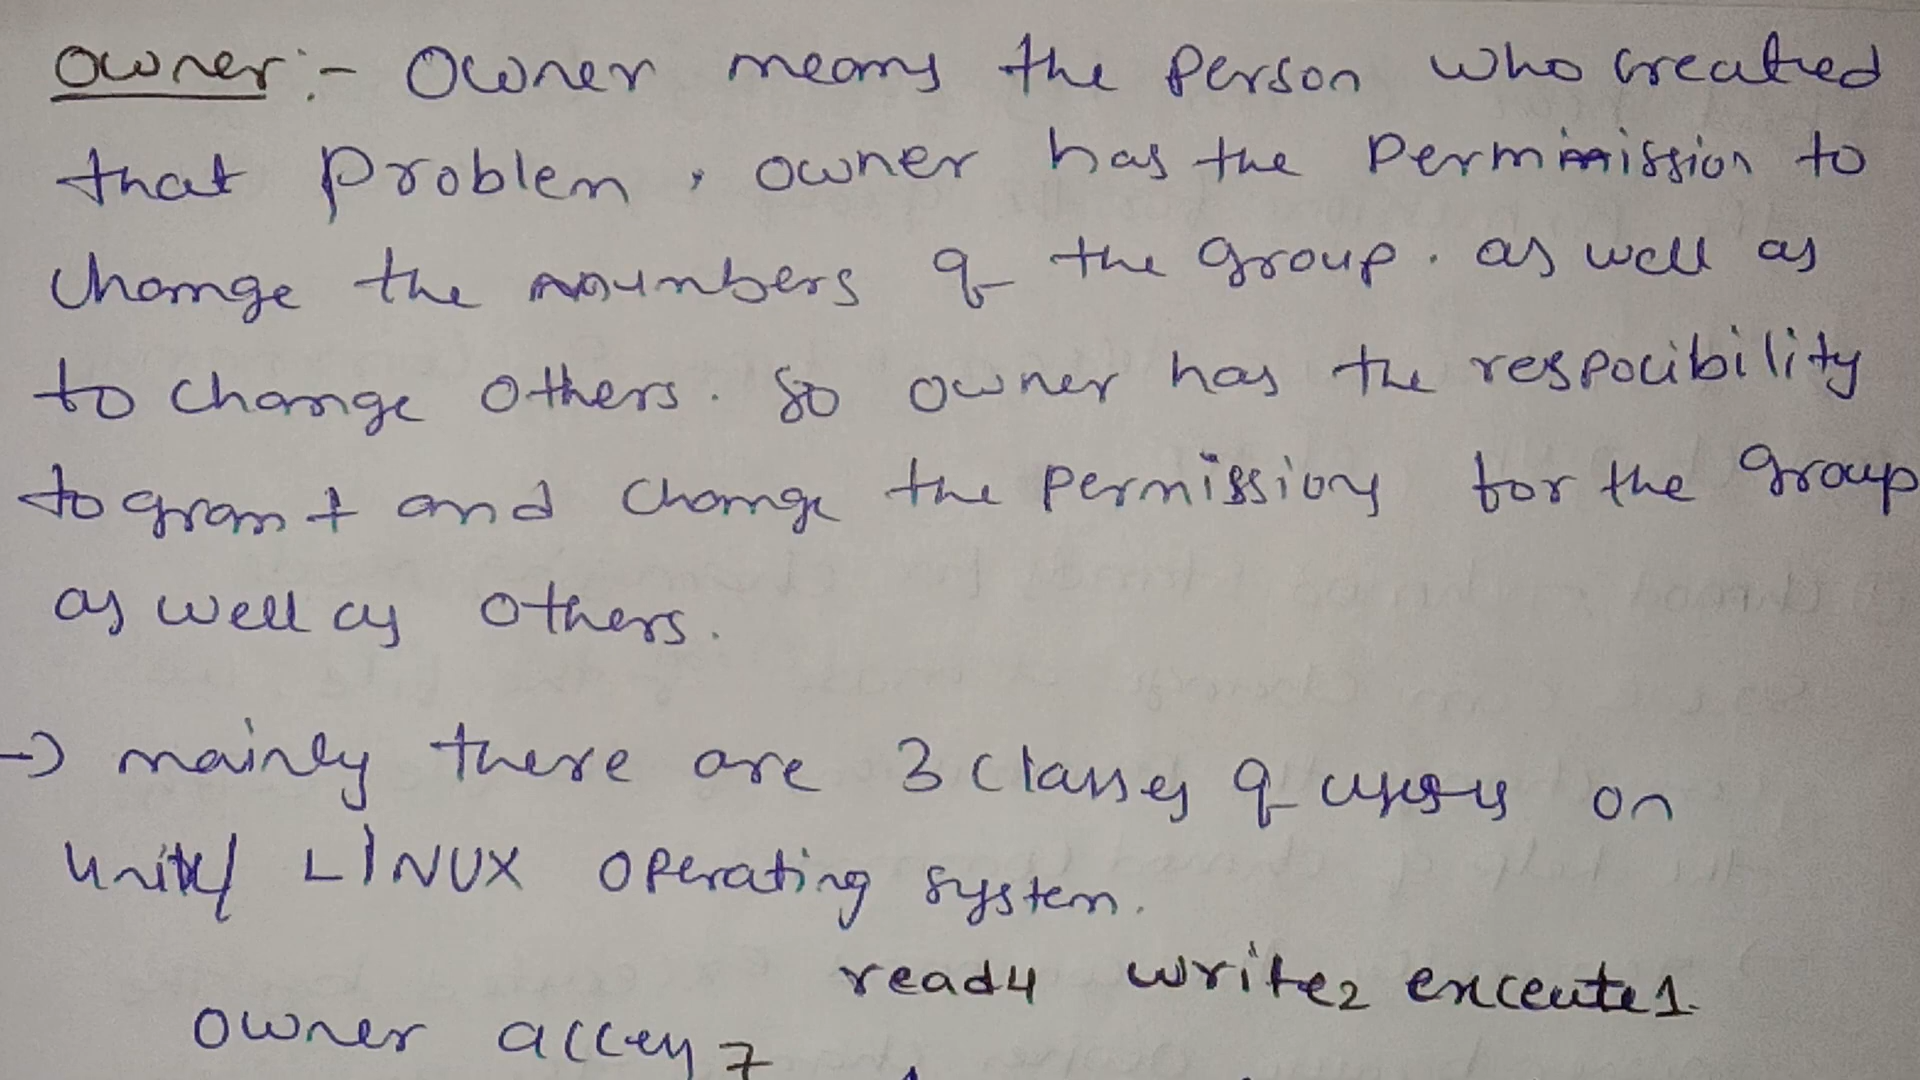 owner :- Owner means the person who created
that problem, owner has the permission to
change the numbers of the group. as well as
to change others. So owner has the respocibility
to grant and change the permissions for the group
as well as others.
→ mainly there are 3 classes of users on
unix/ LINUX operating system.
read4 write2 exceute1.
owner access 7